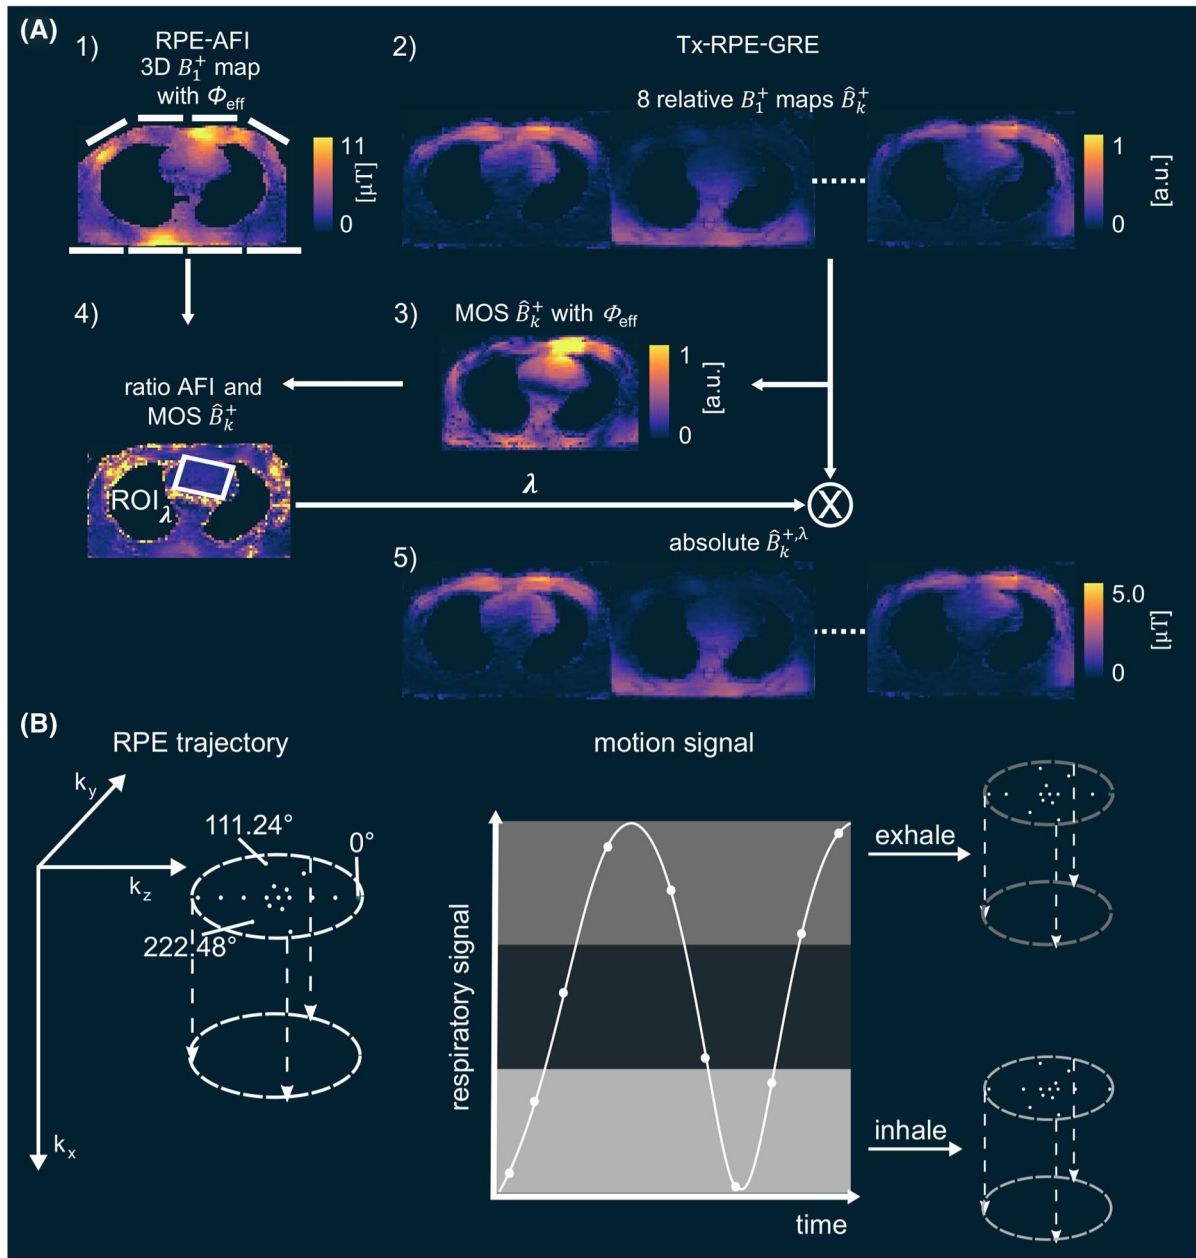 (A)
1)
RPE-AFI
3D B₁⁺ map
with Φeff
11
[μT]
0
2)
Tx-RPE-GRE
8 relative B₁⁺ maps B̂ₖ⁺
1
[a.u.]
0
4)
ratio AFI and
MOS B̂ₖ⁺
ROIλ
3)
MOS B̂ₖ⁺ with Φeff
1
[a.u.]
0
λ
X
5)
absolute B̂ₖ⁺,λ
5.0
[μT]
0
(B)
RPE trajectory
ky
kz
kx
111.24°
0°
222.48°
motion signal
respiratory signal
time
exhale
inhale